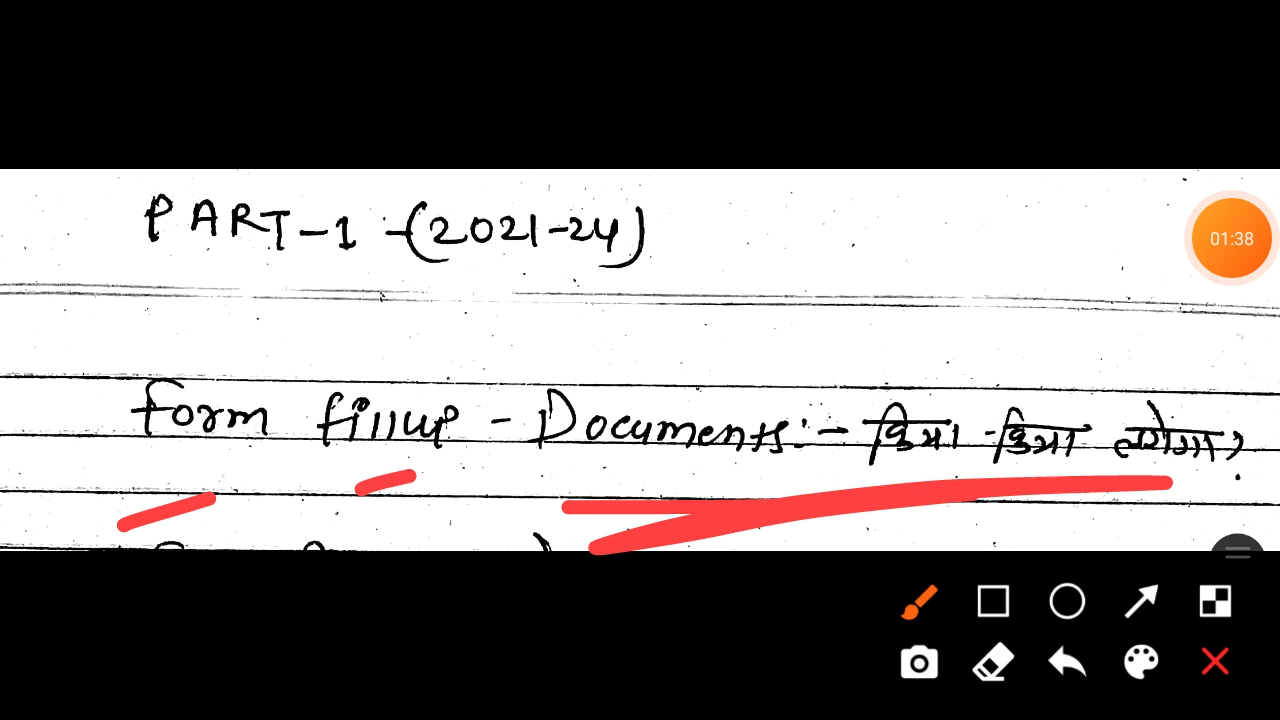 PART-1 -(2021-24)
01:38
Form fillup - Documents:- क्या - क्या लगेगा?